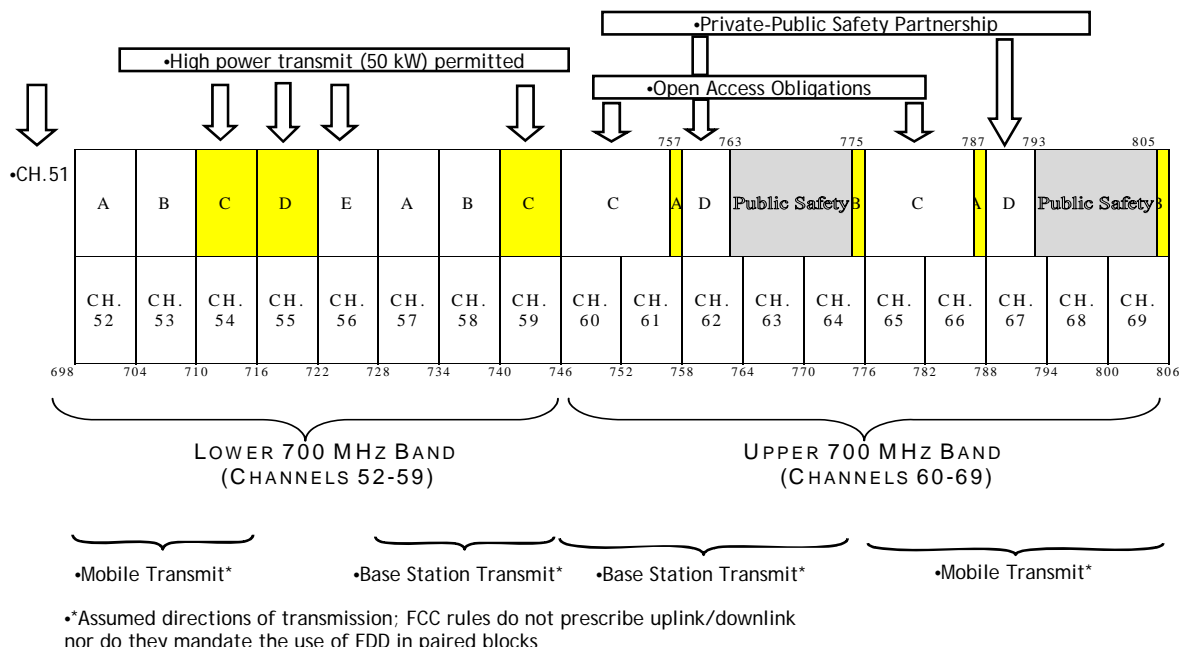 •Private-Public Safety Partnership
•High power transmit (50 kW) permitted
•Open Access Obligations
757 763 775 787 793 805
•CH.51
A B C D E A B C C A D Public Safety B C A D Public Safety B
CH. CH. CH. CH. CH. CH. CH. CH. CH. CH. CH. CH. CH. CH. CH. CH. CH. CH.
52 53 54 55 56 57 58 59 60 61 62 63 64 65 66 67 68 69
698 704 710 716 722 728 734 740 746 752 758 764 770 776 782 788 794 800 806
LOWER 700 MHZ BAND
(CHANNELS 52-59)
UPPER 700 MHZ BAND
(CHANNELS 60-69)
•Mobile Transmit*
•Base Station Transmit*
•Base Station Transmit*
•Mobile Transmit*
•*Assumed directions of transmission; FCC rules do not prescribe uplink/downlink
nor do they mandate the use of FDD in paired blocks